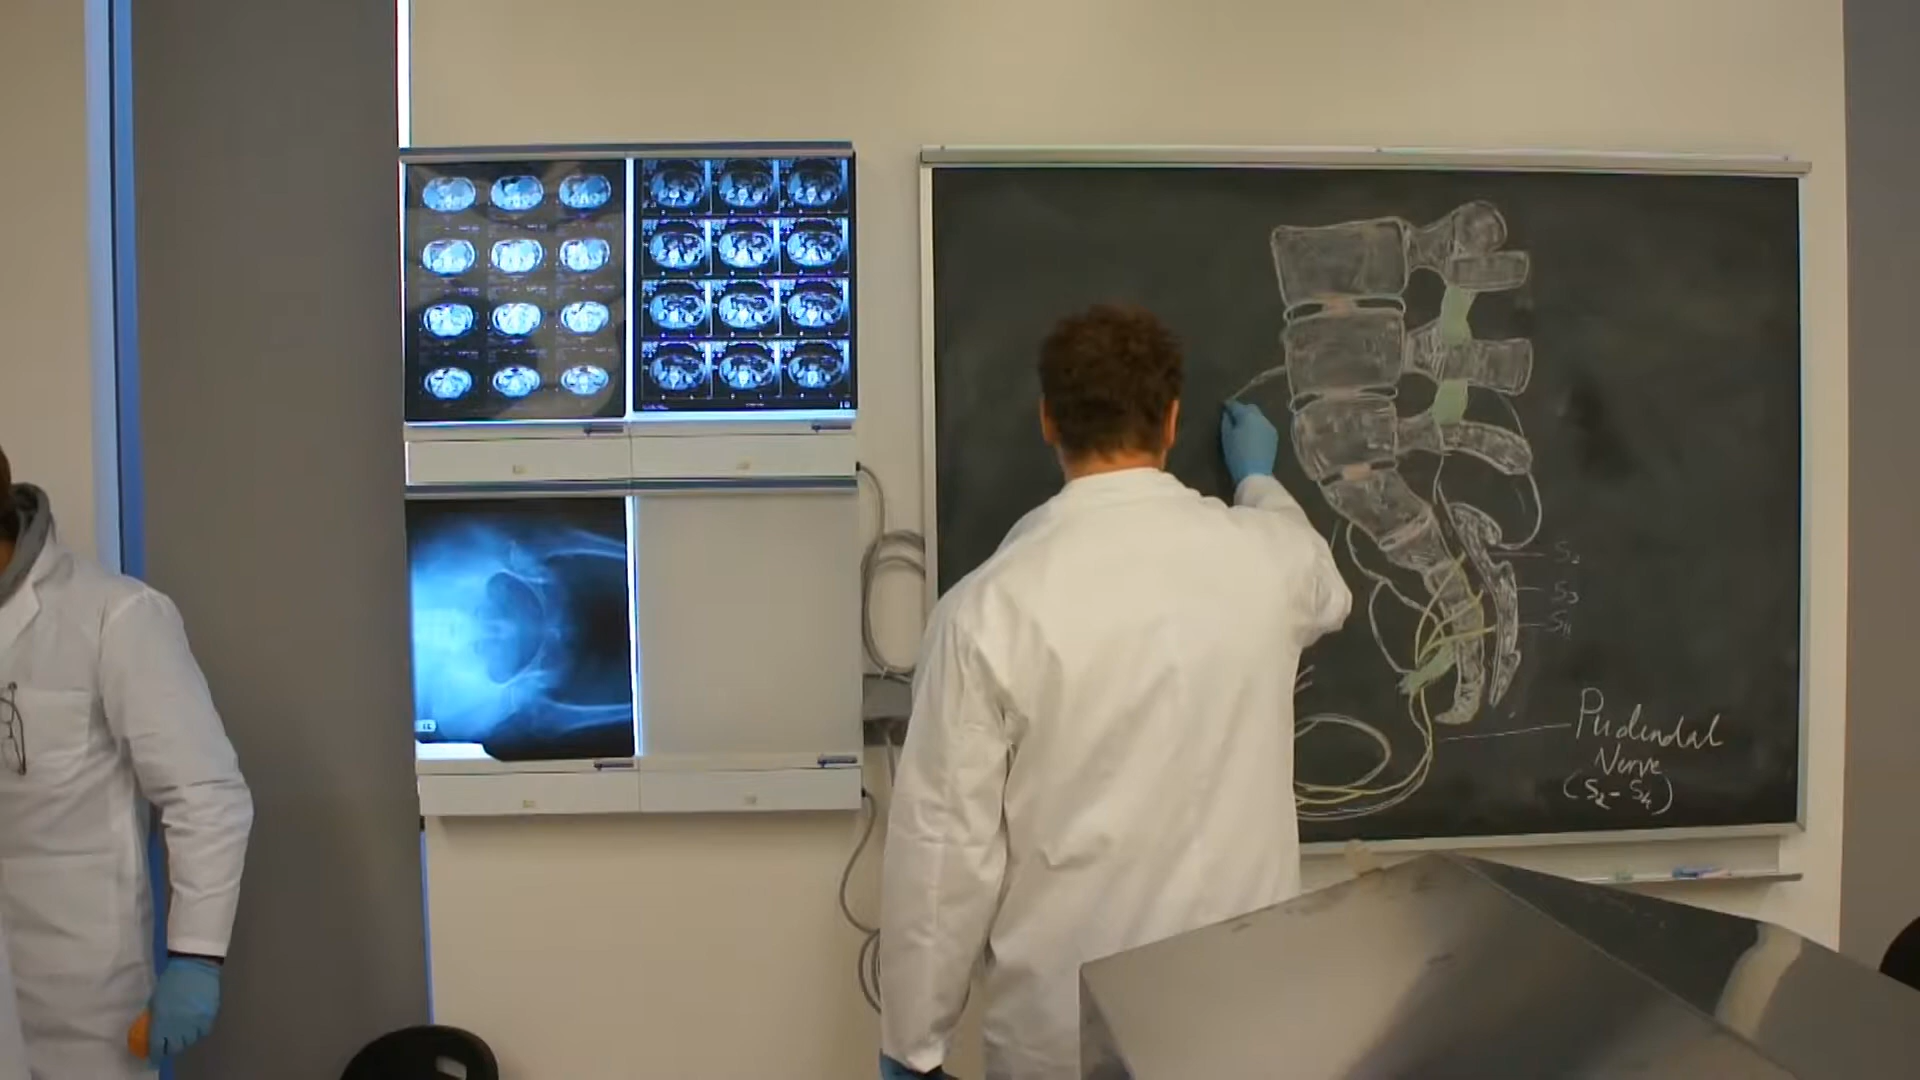 S2
S3
S4
Pudendal
Nerve
(S2-S4)